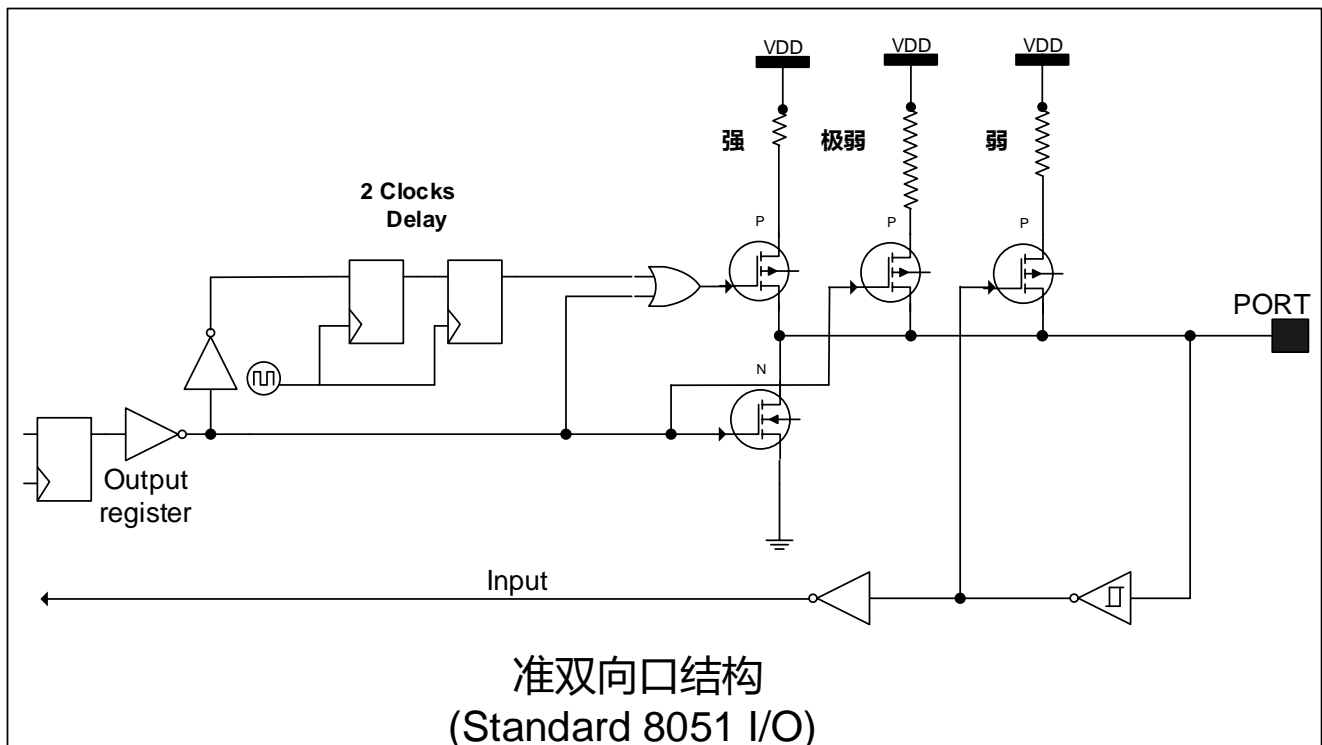 VDD
VDD
VDD
强
极弱
弱
2 Clocks
Delay
P
P
P
PORT
N
Output
register
Input
准双向口结构
(Standard 8051 I/O)